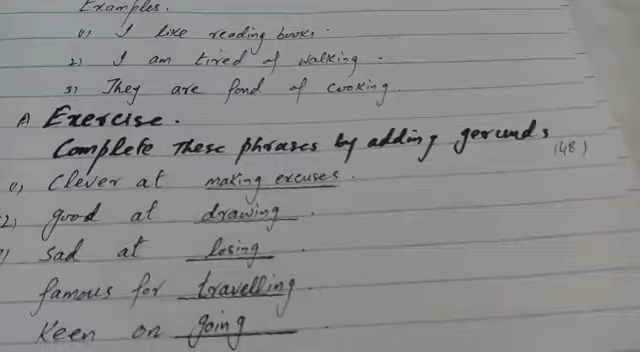 Examples.
(1) I like reading books.
2) I am tired of walking.
3) They are fond of cooking.
A Exercise.
Complete These phrases by adding gerunds
(48)
(1) Clever at making excuses.
2) good at drawing.
) sad at losing.
famous for travelling.
Keen on going.